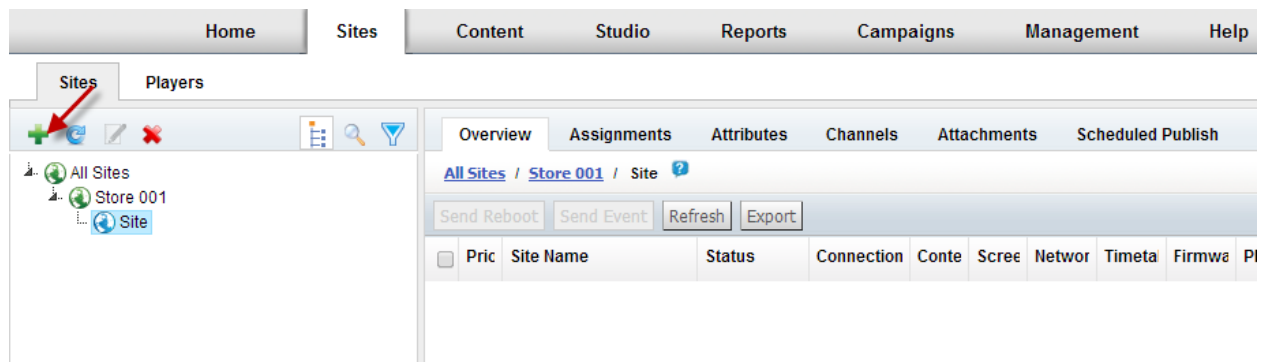 Home Sites Content Studio Reports Campaigns Management Help
Sites Players
Overview Assignments Attributes Channels Attachments Scheduled Publish
All Sites
Store 001
Site
All Sites / Store 001 / Site ?
Send Reboot Send Event Refresh Export
Pric Site Name Status Connection Conte Scree Networ Timetal Firmwa Pl